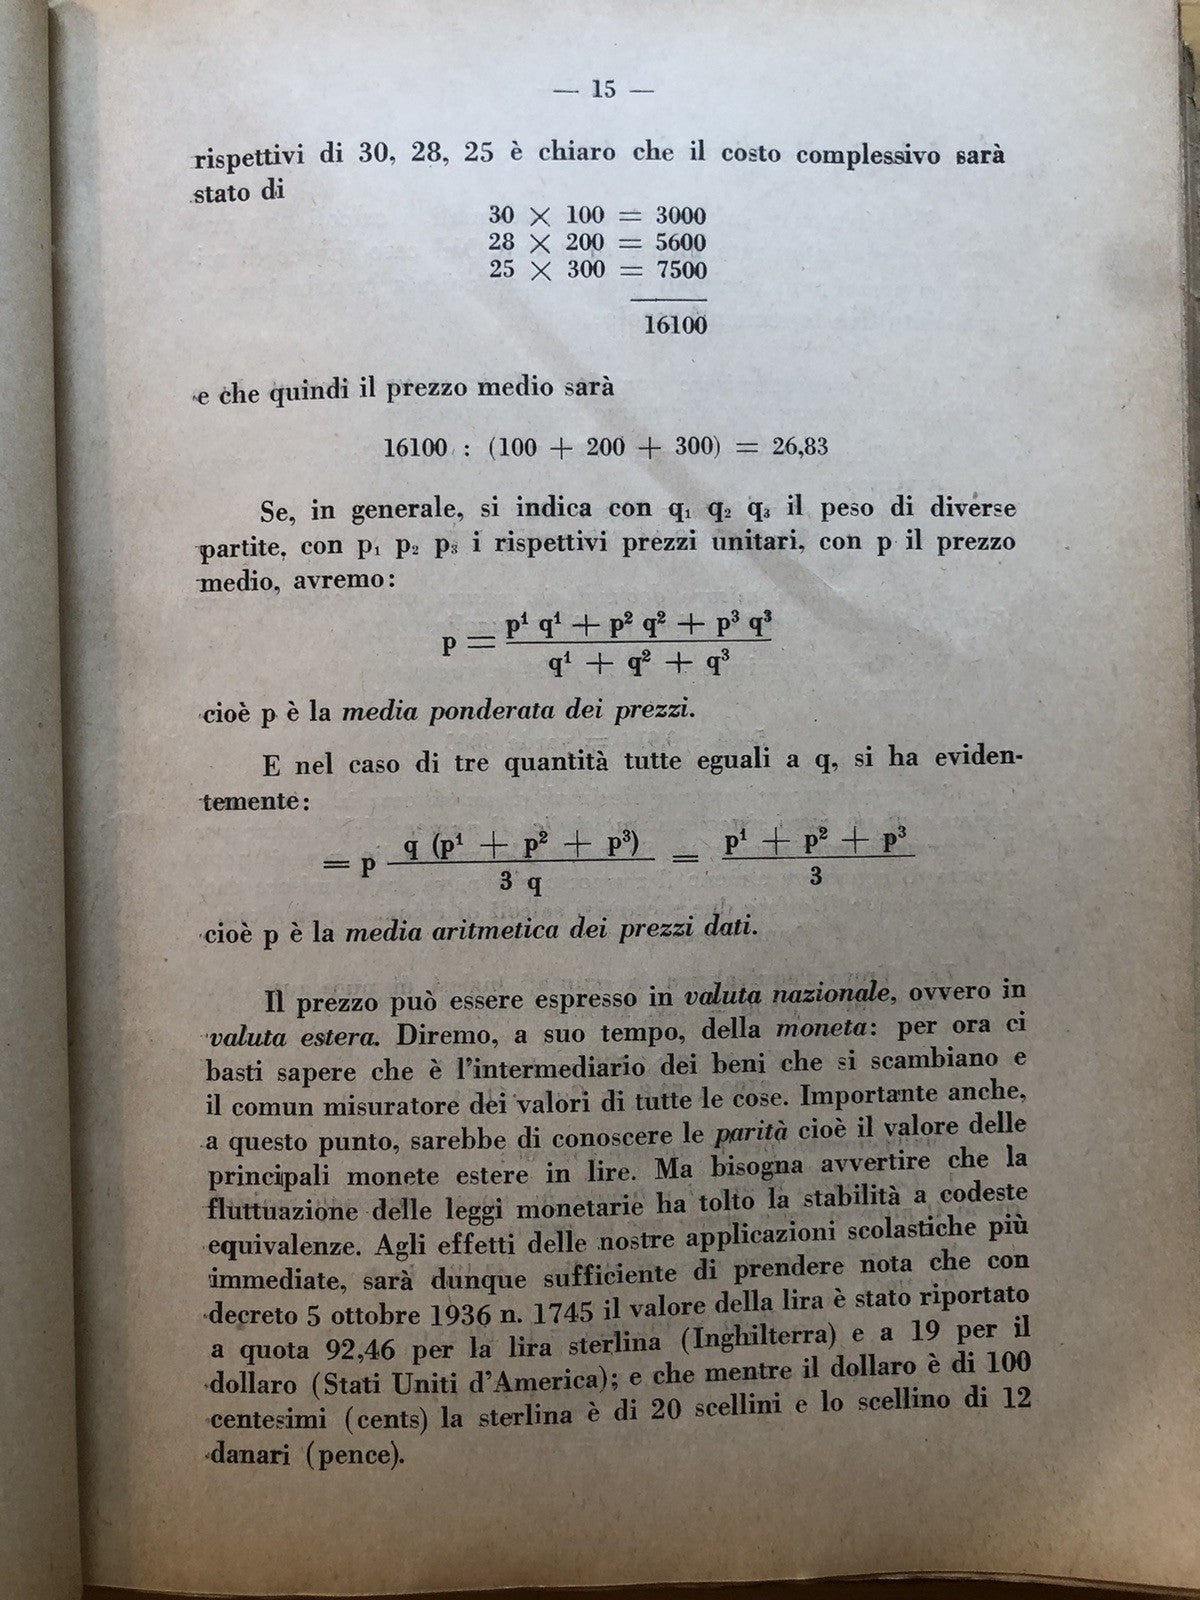 — 15 —
rispettivi di 30, 28, 25 è chiaro che il costo complessivo sarà
stato di
30 × 100 = 3000
28 × 200 = 5600
25 × 300 = 7500
16100
e che quindi il prezzo medio sarà
16100 : (100 + 200 + 300) = 26,83
Se, in generale, si indica con q₁ q₂ q₃ il peso di diverse
partite, con p₁ p₂ p₃ i rispettivi prezzi unitari, con p il prezzo
medio, avremo:
p = p¹ q¹ + p² q² + p³ q³
q¹ + q² + q³
cioè p è la media ponderata dei prezzi.
E nel caso di tre quantità tutte eguali a q, si ha eviden-
temente:
= p q (p¹ + p² + p³) = p¹ + p² + p³
3 q 3
cioè p è la media aritmetica dei prezzi dati.
Il prezzo può essere espresso in valuta nazionale, ovvero in
valuta estera. Diremo, a suo tempo, della moneta: per ora ci
basti sapere che è l'intermediario dei beni che si scambiano e
il comun misuratore dei valori di tutte le cose. Importante anche,
a questo punto, sarebbe di conoscere le parità cioè il valore delle
principali monete estere in lire. Ma bisogna avvertire che la
fluttuazione delle leggi monetarie ha tolto la stabilità a codeste
equivalenze. Agli effetti delle nostre applicazioni scolastiche più
immediate, sarà dunque sufficiente di prendere nota che con
decreto 5 ottobre 1936 n. 1745 il valore della lira è stato riportato
a quota 92,46 per la lira sterlina (Inghilterra) e a 19 per il
dollaro (Stati Uniti d'America); e che mentre il dollaro è di 100
centesimi (cents) la sterlina è di 20 scellini e lo scellino di 12
danari (pence).